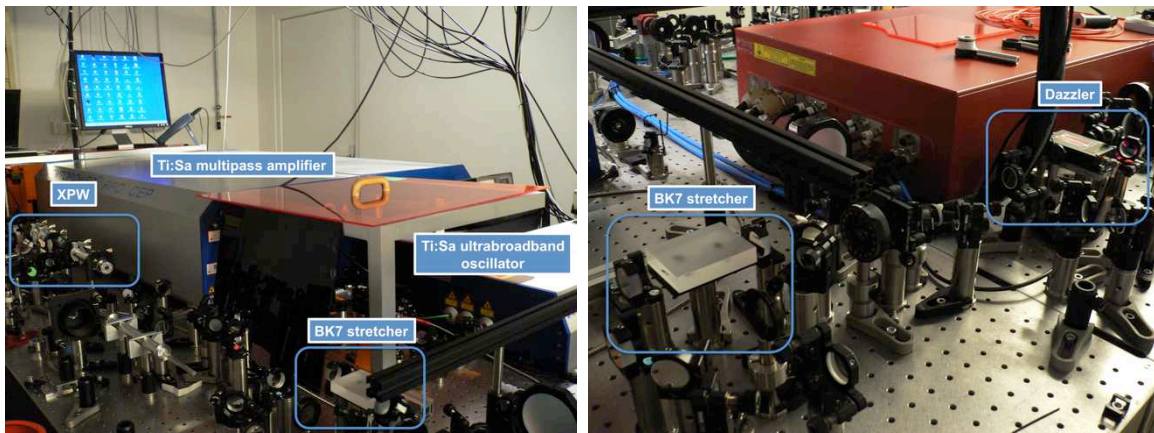 Ti:Sa multipass amplifier
XPW
Ti:Sa ultrabroadband
oscillator
BK7 stretcher
Dazzler
BK7 stretcher